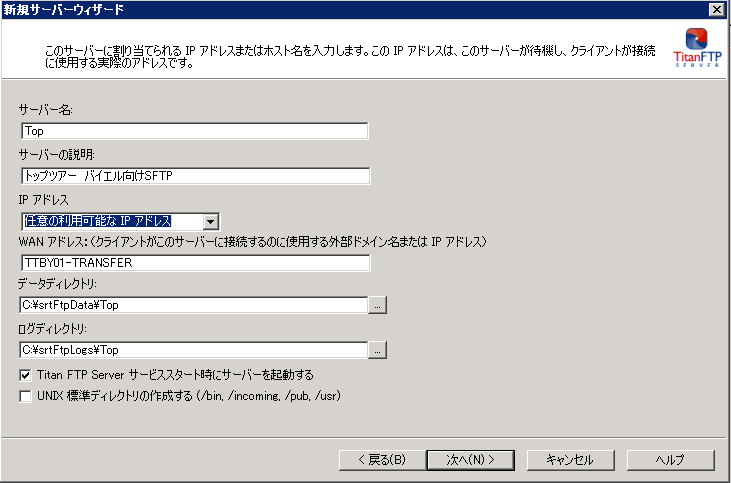 新規サーバーウィザード
このサーバーに割り当てられる IP アドレスまたはホスト名を入力します。この IP アドレスは、このサーバーが待機し、クライアントが接続
に使用する実際のアドレスです。
TitanFTP
SERVER
サーバー名:
Top
サーバーの説明:
トップツアー　バイエル向けSFTP
IP アドレス
任意の利用可能な IP アドレス
WAN アドレス:（クライアントがこのサーバーに接続するのに使用する外部ドメイン名または IP アドレス）
TTBY01-TRANSFER
データディレクトリ:
C:¥srtFtpData¥Top
...
ログディレクトリ:
C:¥srtFtpLogs¥Top
...
Titan FTP Server サービススタート時にサーバーを起動する
UNIX 標準ディレクトリの作成する (/bin, /incoming, /pub, /usr)
< 戻る(B)
次へ(N) >
キャンセル
ヘルプ